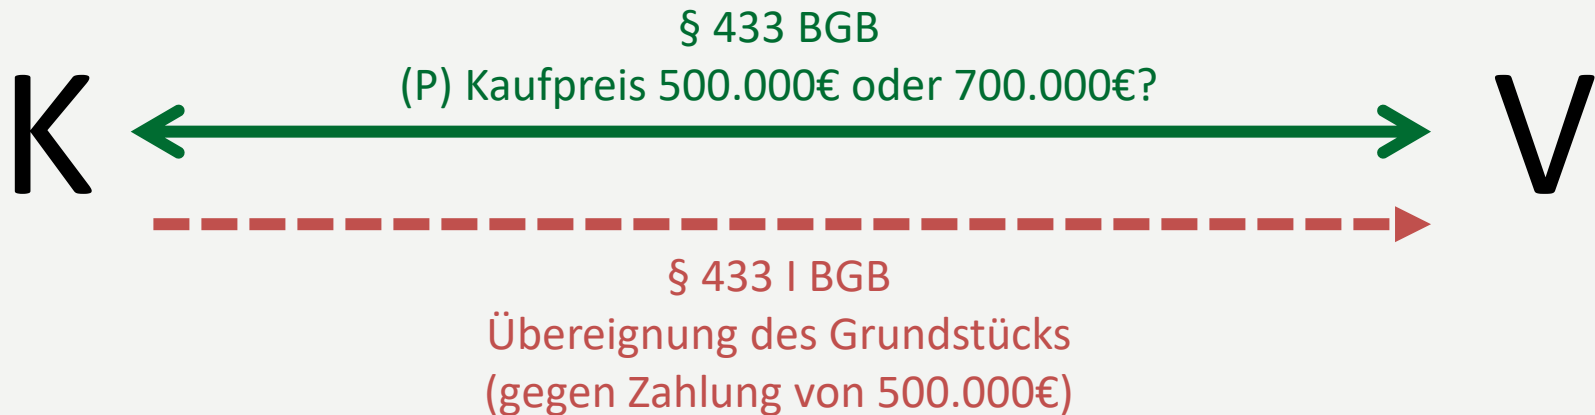 § 433 BGB
(P) Kaufpreis 500.000€ oder 700.000€?
K
V
§ 433 I BGB
Übereignung des Grundstücks
(gegen Zahlung von 500.000€)